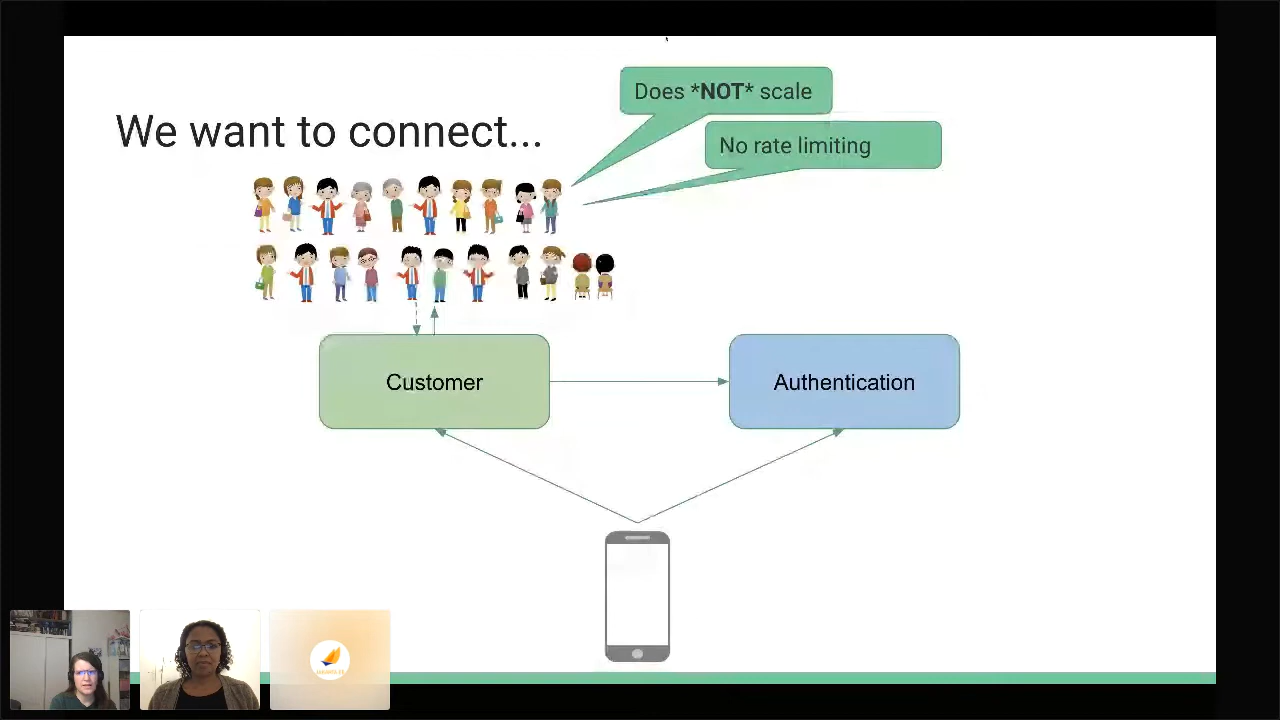 Does *NOT* scale
We want to connect...
No rate limiting
Customer
Authentication